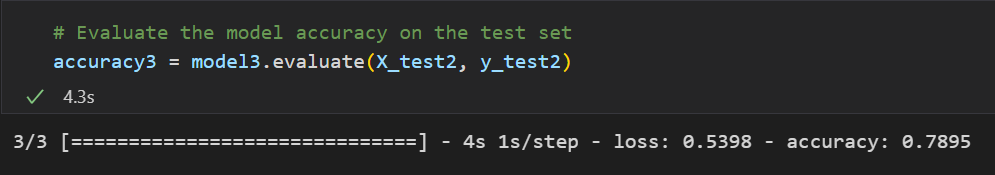 # Evaluate the model accuracy on the test set
accuracy3 = model3.evaluate(X_test2, y_test2)
4.3s
3/3 [==============================] - 4s 1s/step - loss: 0.5398 - accuracy: 0.7895